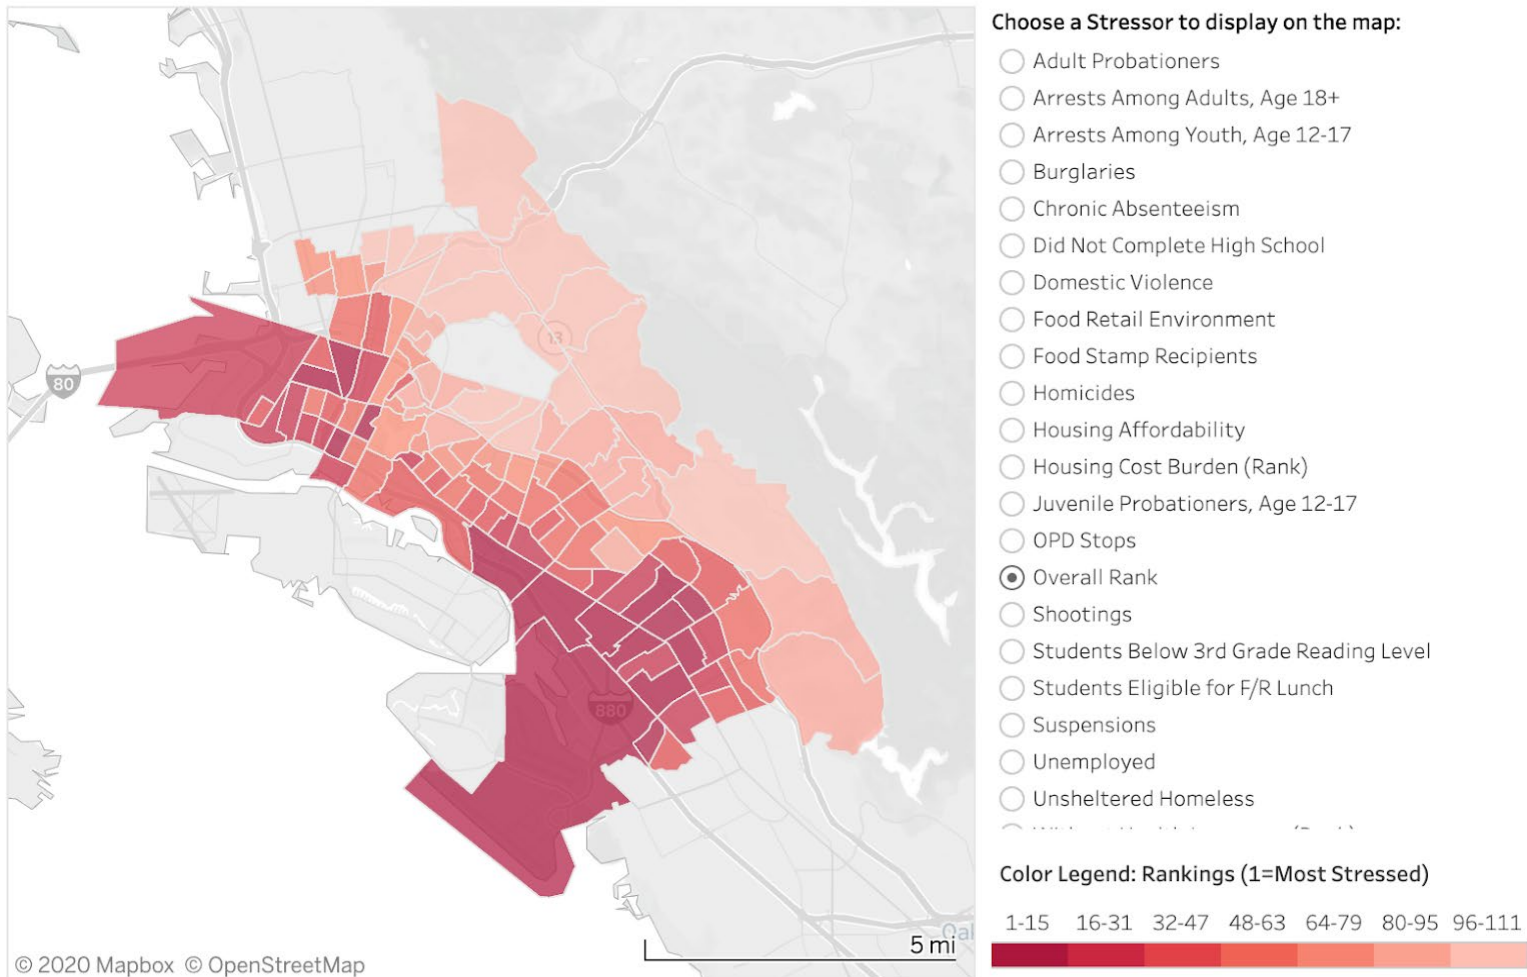 80
13
880
5 mi
© 2020 Mapbox © OpenStreetMap
Choose a Stressor to display on the map:
Adult Probationers
Arrests Among Adults, Age 18+
Arrests Among Youth, Age 12-17
Burglaries
Chronic Absenteeism
Did Not Complete High School
Domestic Violence
Food Retail Environment
Food Stamp Recipients
Homicides
Housing Affordability
Housing Cost Burden (Rank)
Juvenile Probationers, Age 12-17
OPD Stops
Overall Rank
Shootings
Students Below 3rd Grade Reading Level
Students Eligible for F/R Lunch
Suspensions
Unemployed
Unsheltered Homeless
Color Legend: Rankings (1=Most Stressed)
1-15 16-31 32-47 48-63 64-79 80-95 96-111